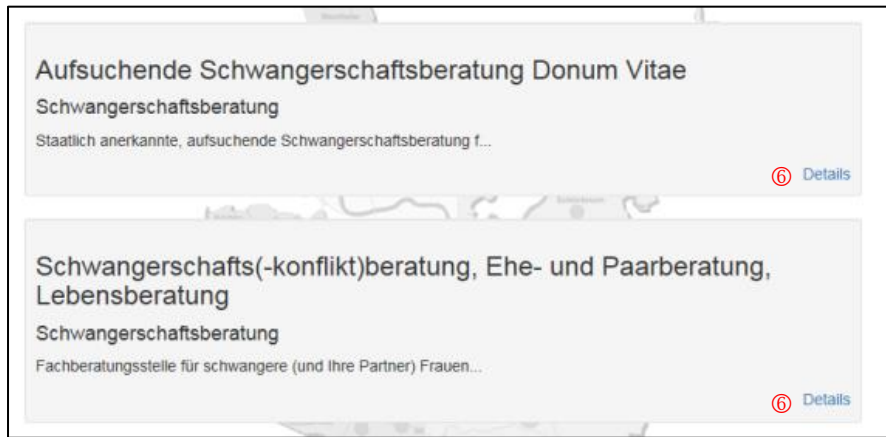 Aufsuchende Schwangerschaftsberatung Donum Vitae
Schwangerschaftsberatung
Staatlich anerkannte, aufsuchende Schwangerschaftsberatung f...
⑥ Details
Schwangerschafts(-konflikt)beratung, Ehe- und Paarberatung,
Lebensberatung
Schwangerschaftsberatung
Fachberatungsstelle für schwangere (und Ihre Partner) Frauen...
⑥ Details